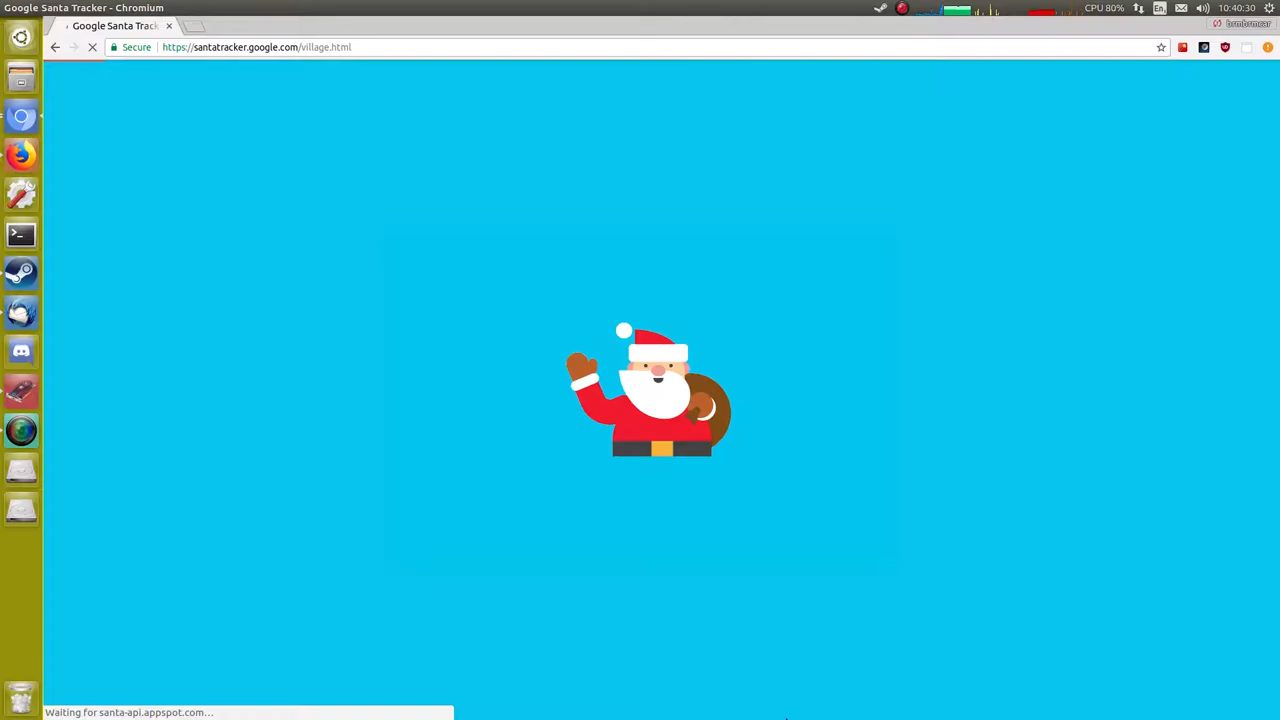 Google Santa Tracker - Chromium
CPU 80%
En
10:40:30
Google Santa Track
brmbrmcar
Secure
https://santatracker.google.com/village.html
Waiting for santa-api.appspot.com...